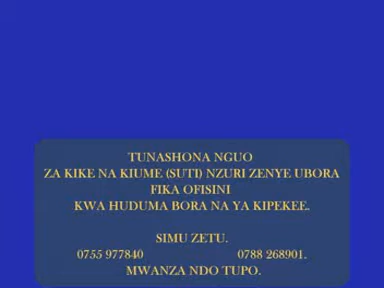 TUNASHONA NGUO
ZA KIKE NA KIUME (SUTI) NZURI ZENYE UBORA
FIKA OFISINI
KWA HUDUMA BORA NA YA KIPEKEE.
SIMU ZETU.
0755 977840 0788 268901.
MWANZA NDO TUPO.